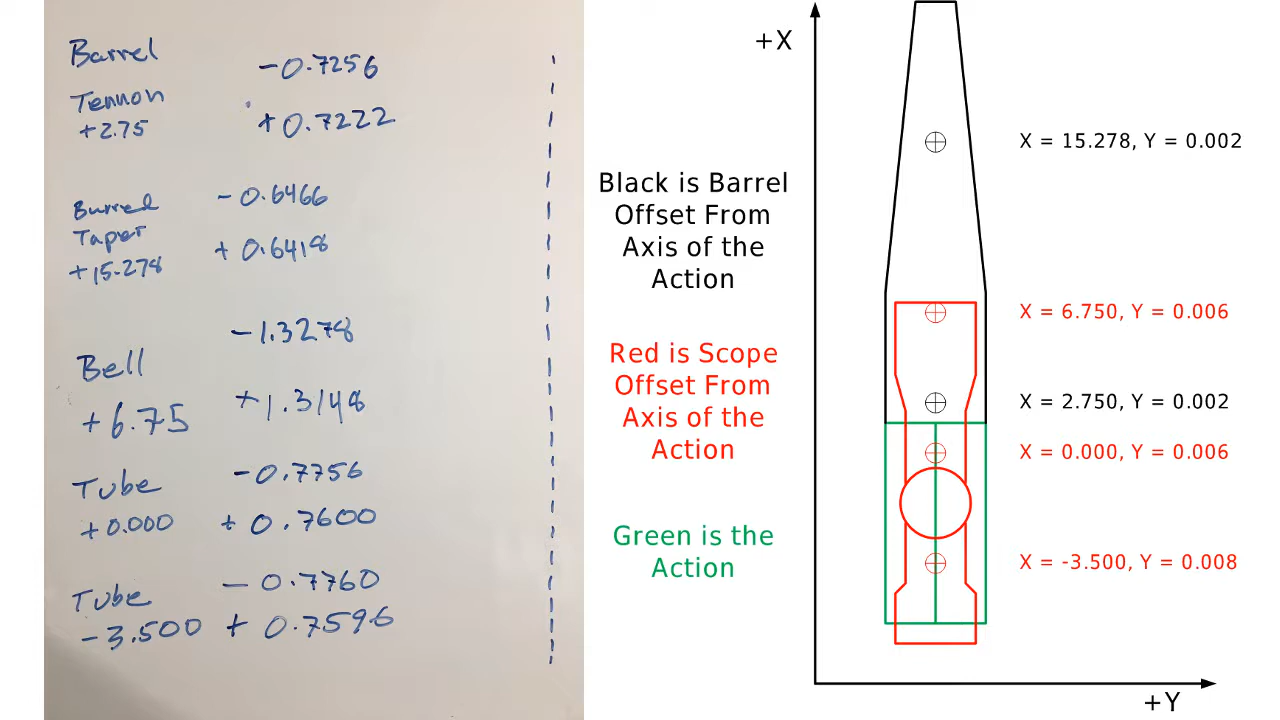 Barrel
-0.7256
Tennon
+2.75
+0.7222
Barrel
-0.6466
Taper
+0.6418
+15.278
-1.3278
Bell
+1.3148
+6.75
-0.7756
Tube
+0.000
+0.7600
-0.7760
Tube
-3.500
+0.7596
+X
X = 15.278, Y = 0.002
Black is Barrel
Offset From
Axis of the
Action
X = 6.750, Y = 0.006
Red is Scope
Offset From
Axis of the
Action
X = 2.750, Y = 0.002
X = 0.000, Y = 0.006
Green is the
Action
X = -3.500, Y = 0.008
+Y